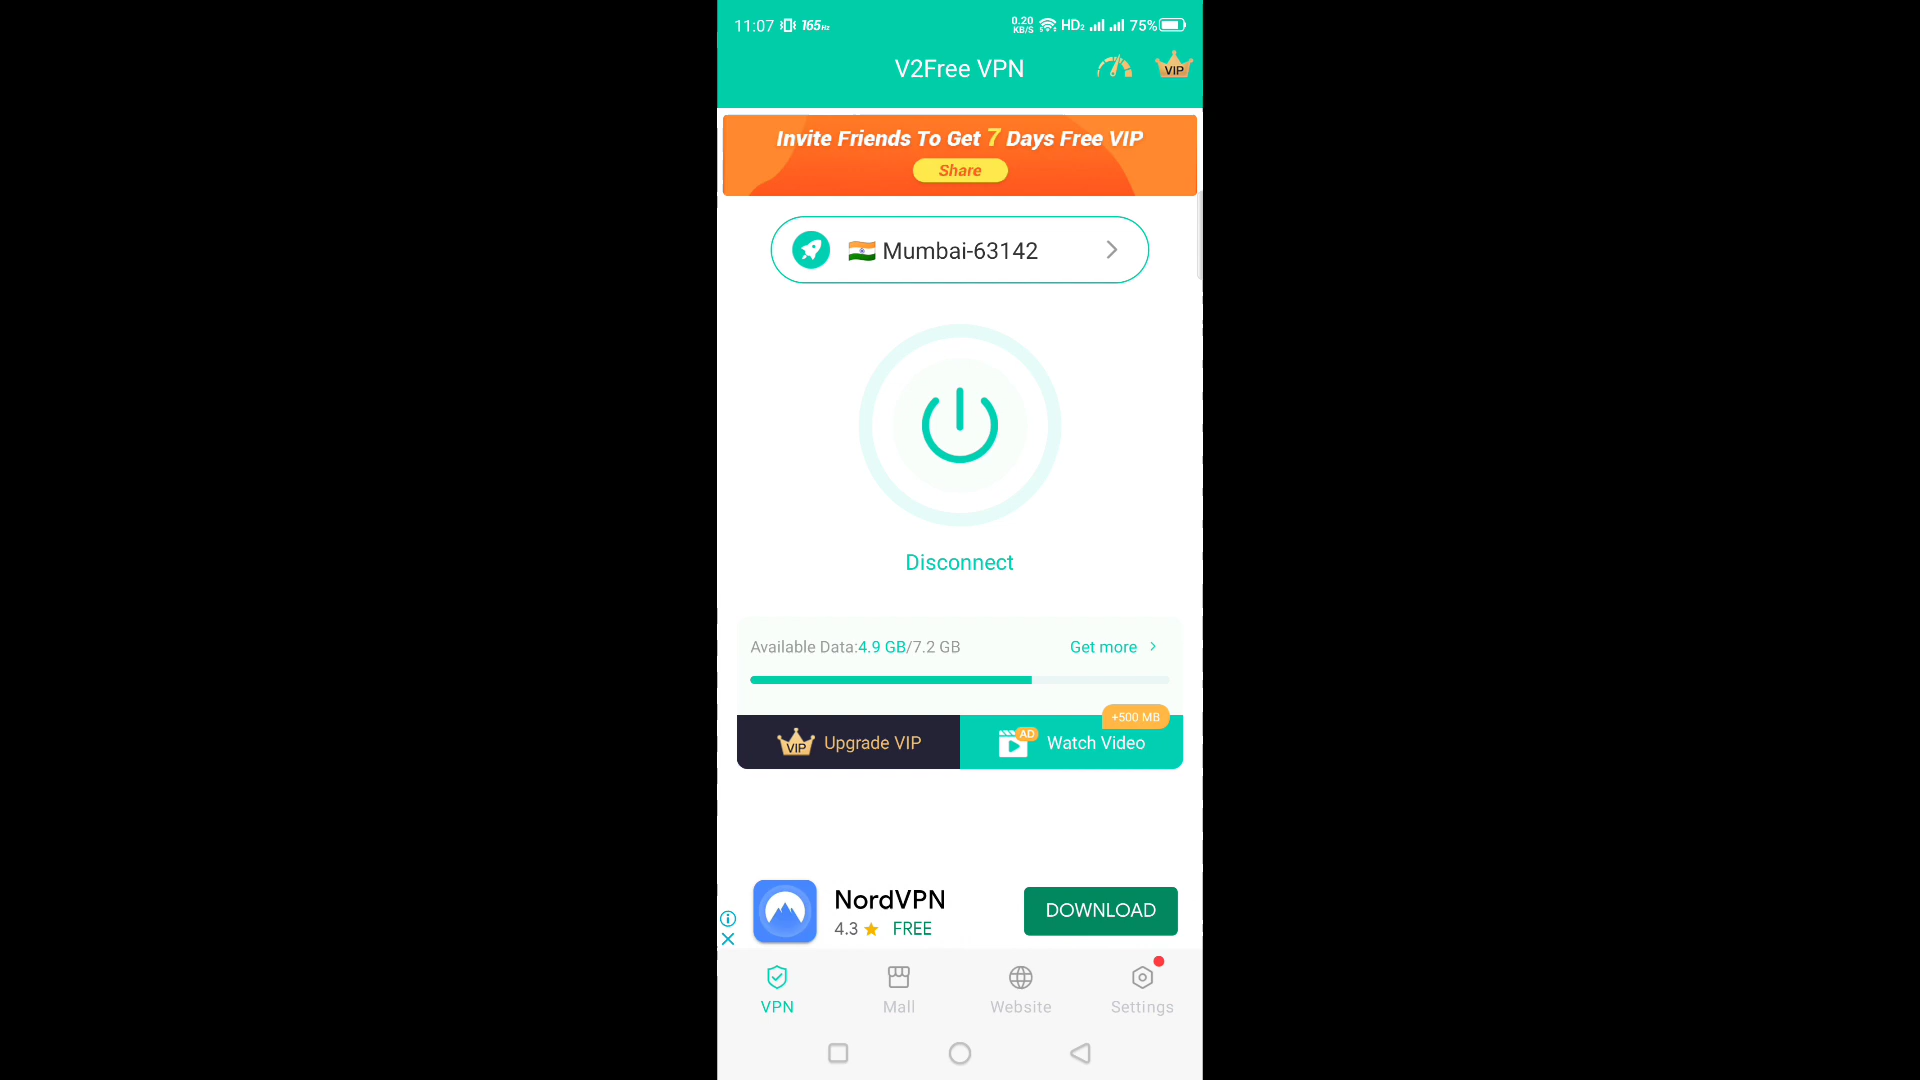 11:07 165Hz 0.20 KB/S HD2 75%
V2Free VPN
VIP
Invite Friends To Get 7 Days Free VIP
Share
Mumbai-63142
Disconnect
Available Data:4.9 GB/7.2 GB Get more
+500 MB
VIP Upgrade VIP AD Watch Video
NordVPN
4.3 FREE
DOWNLOAD
VPN Mall Website Settings